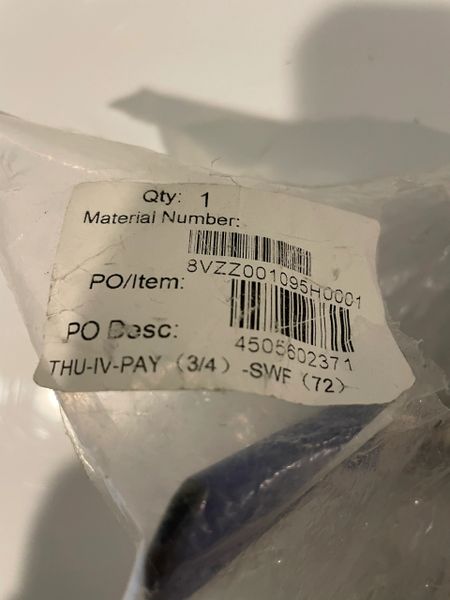 Qty: 1
Material Number:
8VZZ001095H0001
PO/Item:
4505602371
PO Desc:
THU-IV-PAY (3/4) -SWF (72)